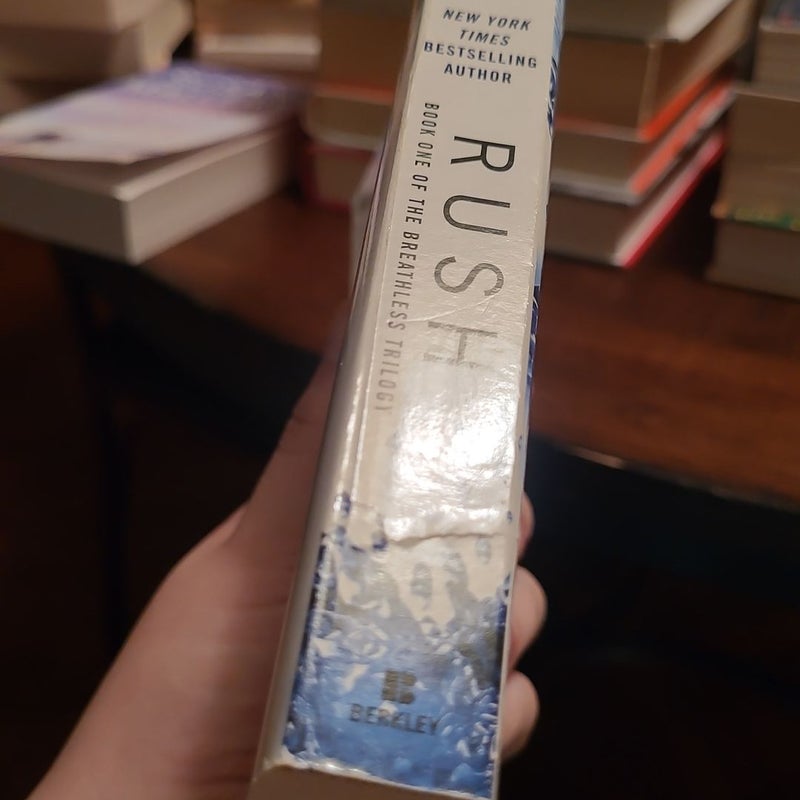 NEW YORK
TIMES
BESTSELLING
AUTHOR
RUSH
BOOK ONE OF THE BREATHLESS TRILOGY
B
BERKLEY